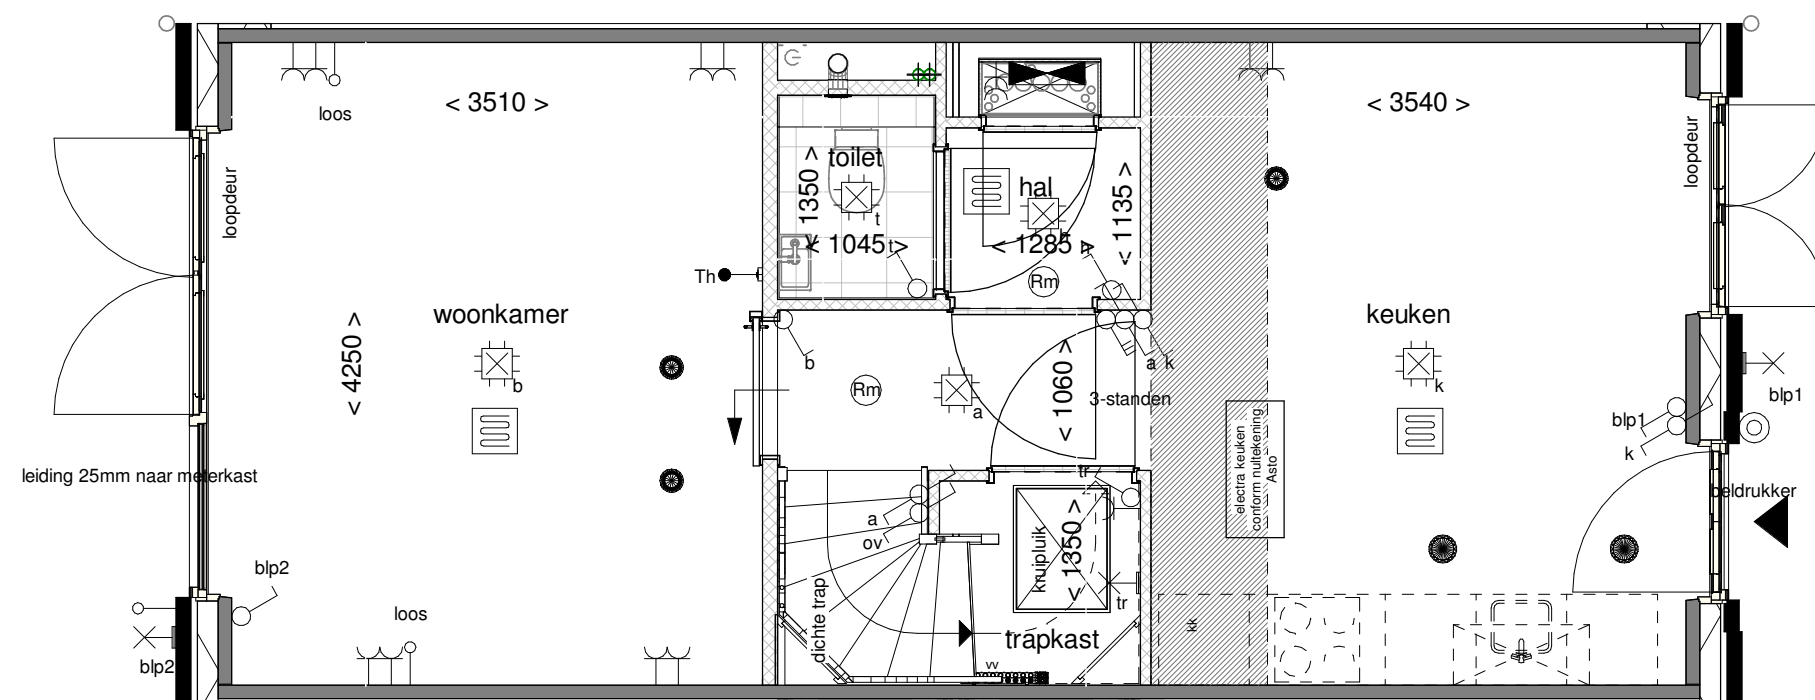 < 3510 >
< 3540 >
loos
loopdeur
loopdeur
toilet
1350 >
t
< 1045 >
t
hal
< 1285 >
h
< 1135 >
Rm
Th
woonkamer
keuken
< 4250 >
b
b
Rm
a
< 1060 >
a
k
3-standen
k
blp1
blp1
k
electra keuken
conform nultekening
Asto
leiding 25mm naar meterkast
beldrukker
tr
a
ov
kruipluik
< 1350 >
tr
dichte trap
trapkast
vv
kk
blp2
loos
blp2